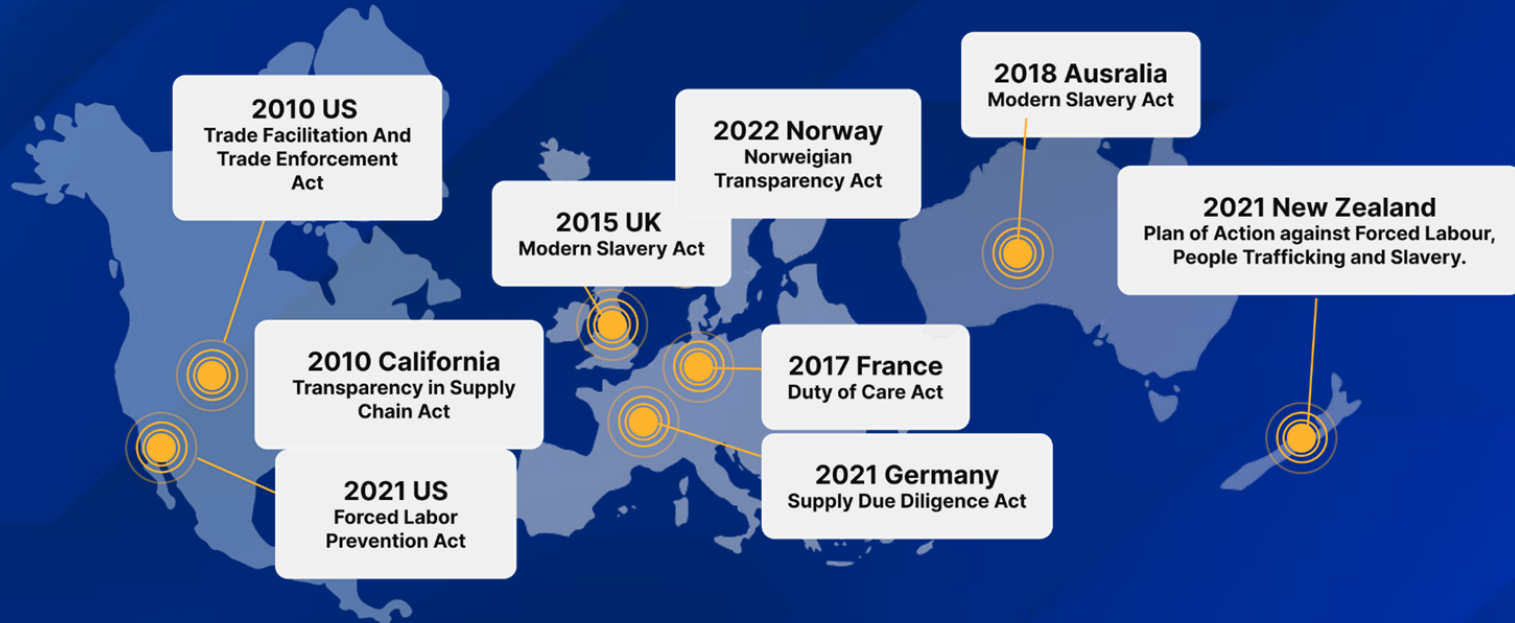 2010 US
Trade Facilitation And
Trade Enforcement
Act
2010 California
Transparency in Supply
Chain Act
2021 US
Forced Labor
Prevention Act
2015 UK
Modern Slavery Act
2022 Norway
Norweigian
Transparency Act
2017 France
Duty of Care Act
2021 Germany
Supply Due Diligence Act
2018 Ausralia
Modern Slavery Act
2021 New Zealand
Plan of Action against Forced Labour,
People Trafficking and Slavery.